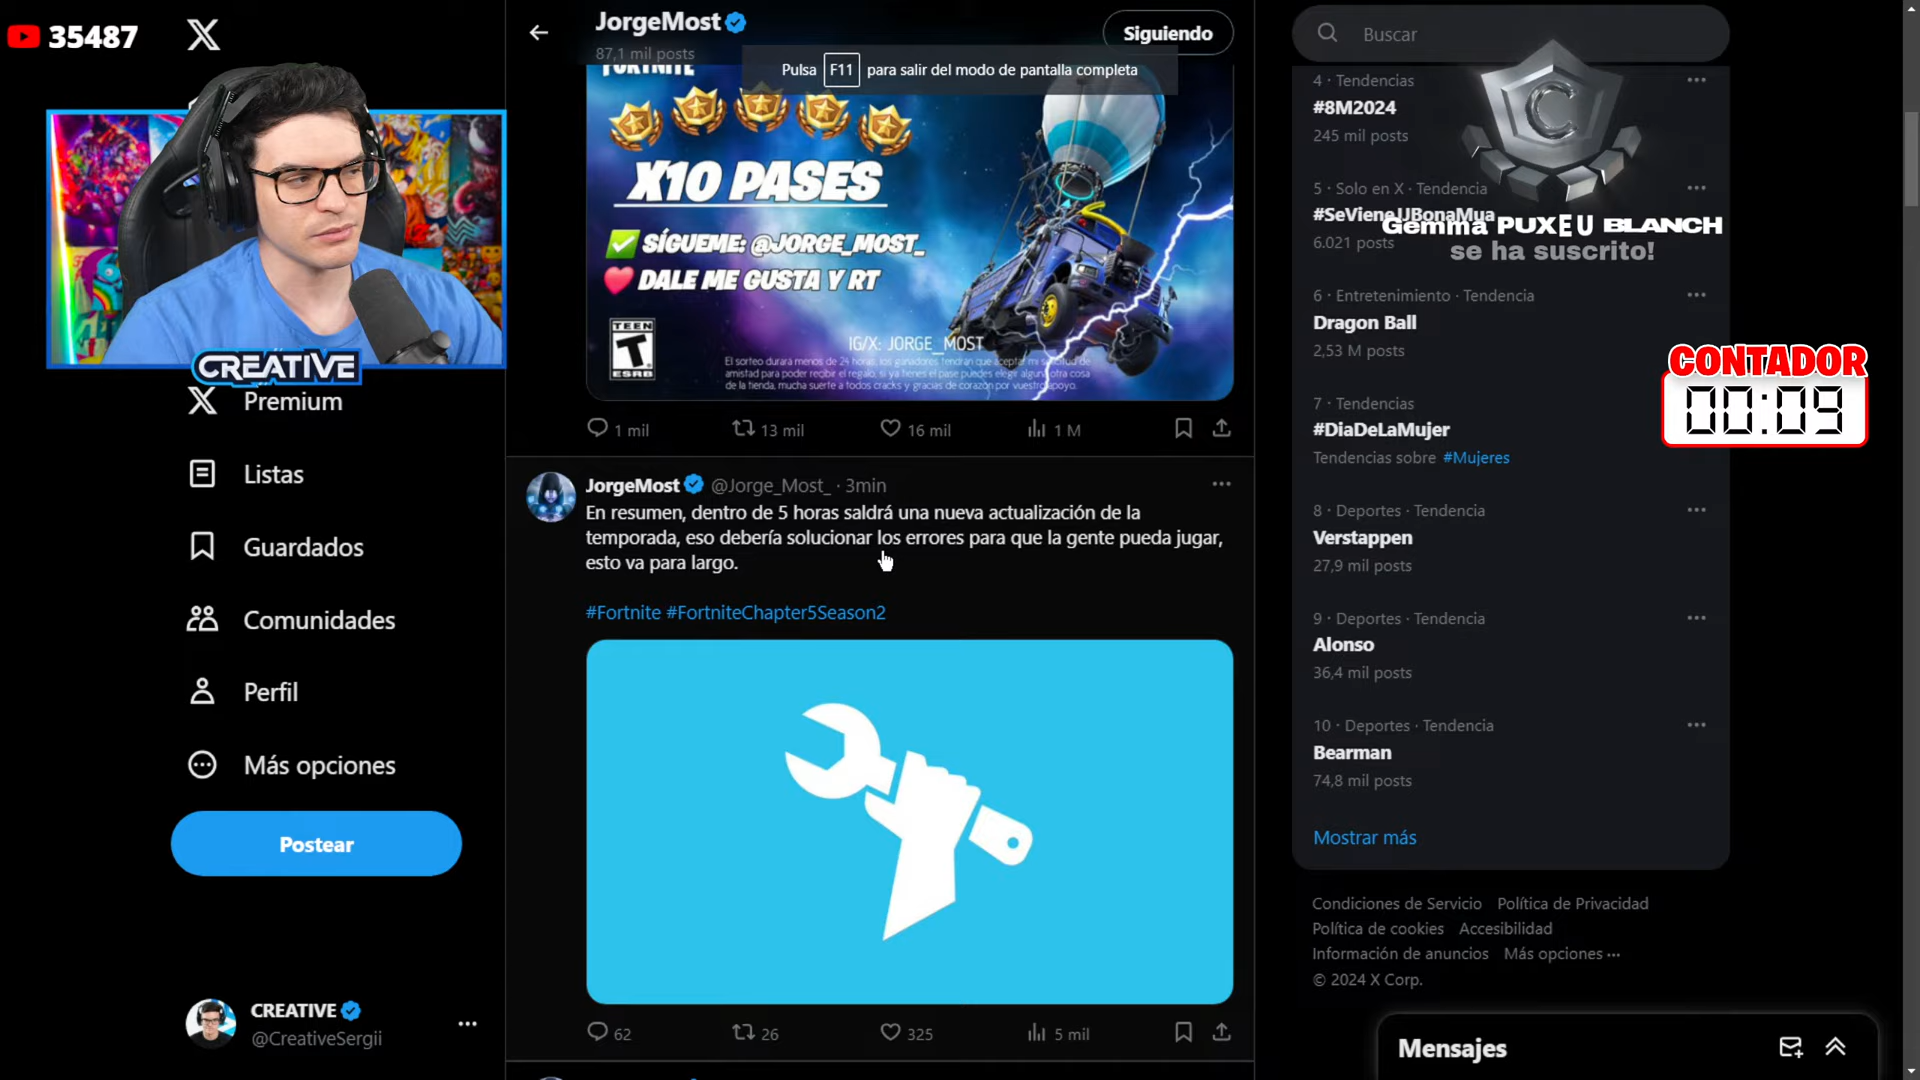 35487
CREATIVE
Premium
Listas
Guardados
Comunidades
Perfil
Más opciones
Postear
CREATIVE
@CreativeSergii
JorgeMost
87,1 mil posts
Siguiendo
Pulsa F11 para salir del modo de pantalla completa
FORTNITE
X10 PASES
SÍGUEME: @JORGE_MOST_
DALE ME GUSTA Y RT
TEEN
T
ESRB
IG/X: JORGE_MOST
El sorteo durará menos de 24 horas, los ganadores tendran que aceptar mi solicitud de
amistad para poder recibir el regalo, si ya tienes el pase puedes elegir alguna otra cosa
de la tienda, mucha suerte a todos cracks y gracias de corazón por vuestro apoyo.
1 mil
13 mil
16 mil
1 M
JorgeMost @Jorge_Most_ · 3min
En resumen, dentro de 5 horas saldrá una nueva actualización de la
temporada, eso debería solucionar los errores para que la gente pueda jugar,
esto va para largo.
#Fortnite #FortniteChapter5Season2
62
26
325
5 mil
Buscar
4 · Tendencias
#8M2024
245 mil posts
5 · Solo en X · Tendencia
#SeVieneUBonaMua
6.021 posts
Gemma PUXEU BLANCH
se ha suscrito!
6 · Entretenimiento · Tendencia
Dragon Ball
2,53 M posts
CONTADOR
00:09
7 · Tendencias
#DiaDeLaMujer
Tendencias sobre #Mujeres
8 · Deportes · Tendencia
Verstappen
27,9 mil posts
9 · Deportes · Tendencia
Alonso
36,4 mil posts
10 · Deportes · Tendencia
Bearman
74,8 mil posts
Mostrar más
Condiciones de Servicio Política de Privacidad
Política de cookies Accesibilidad
Información de anuncios Más opciones ···
© 2024 X Corp.
Mensajes